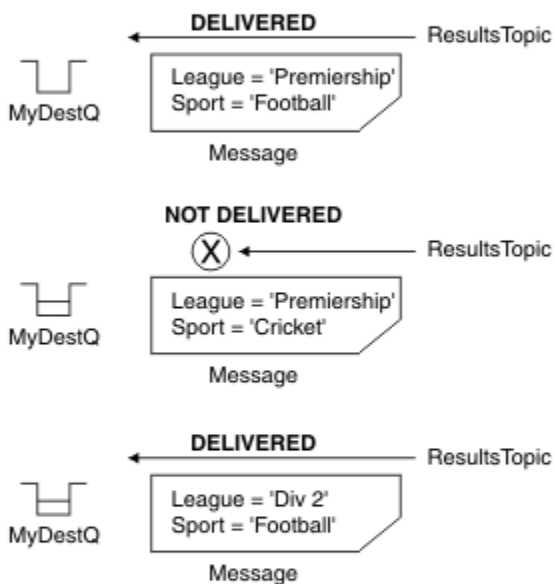 DELIVERED
ResultsTopic
League = 'Premiership'
Sport = 'Football'
MyDestQ
Message
NOT DELIVERED
X
ResultsTopic
League = 'Premiership'
Sport = 'Cricket'
MyDestQ
Message
DELIVERED
ResultsTopic
League = 'Div 2'
Sport = 'Football'
MyDestQ
Message